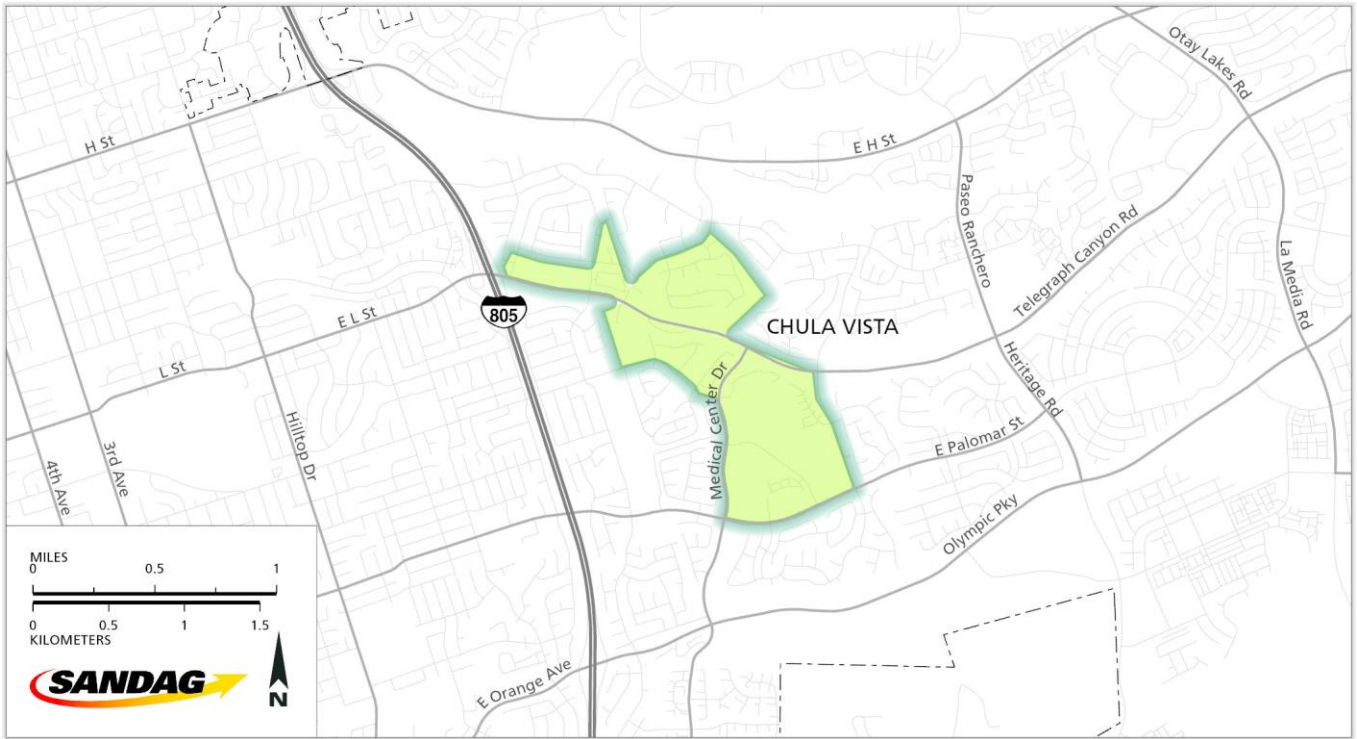 Otay Lakes Rd
H St
E H St
Paseo Ranchero
Telegraph Canyon Rd
La Media Rd
805
CHULA VISTA
E L St
L St
Medical Center Dr
Heritage Rd
Hilltop Dr
3rd Ave
4th Ave
E Palomar St
Olympic Pky
E Orange Ave
MILES
0 0.5 1
0 0.5 1 1.5
KILOMETERS
SANDAG
N